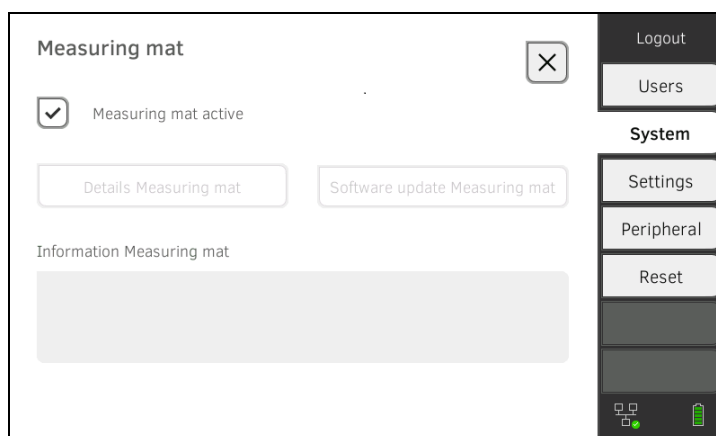 Measuring mat
Measuring mat active
Details Measuring mat
Software update Measuring mat
Information Measuring mat
Logout
Users
System
Settings
Peripheral
Reset